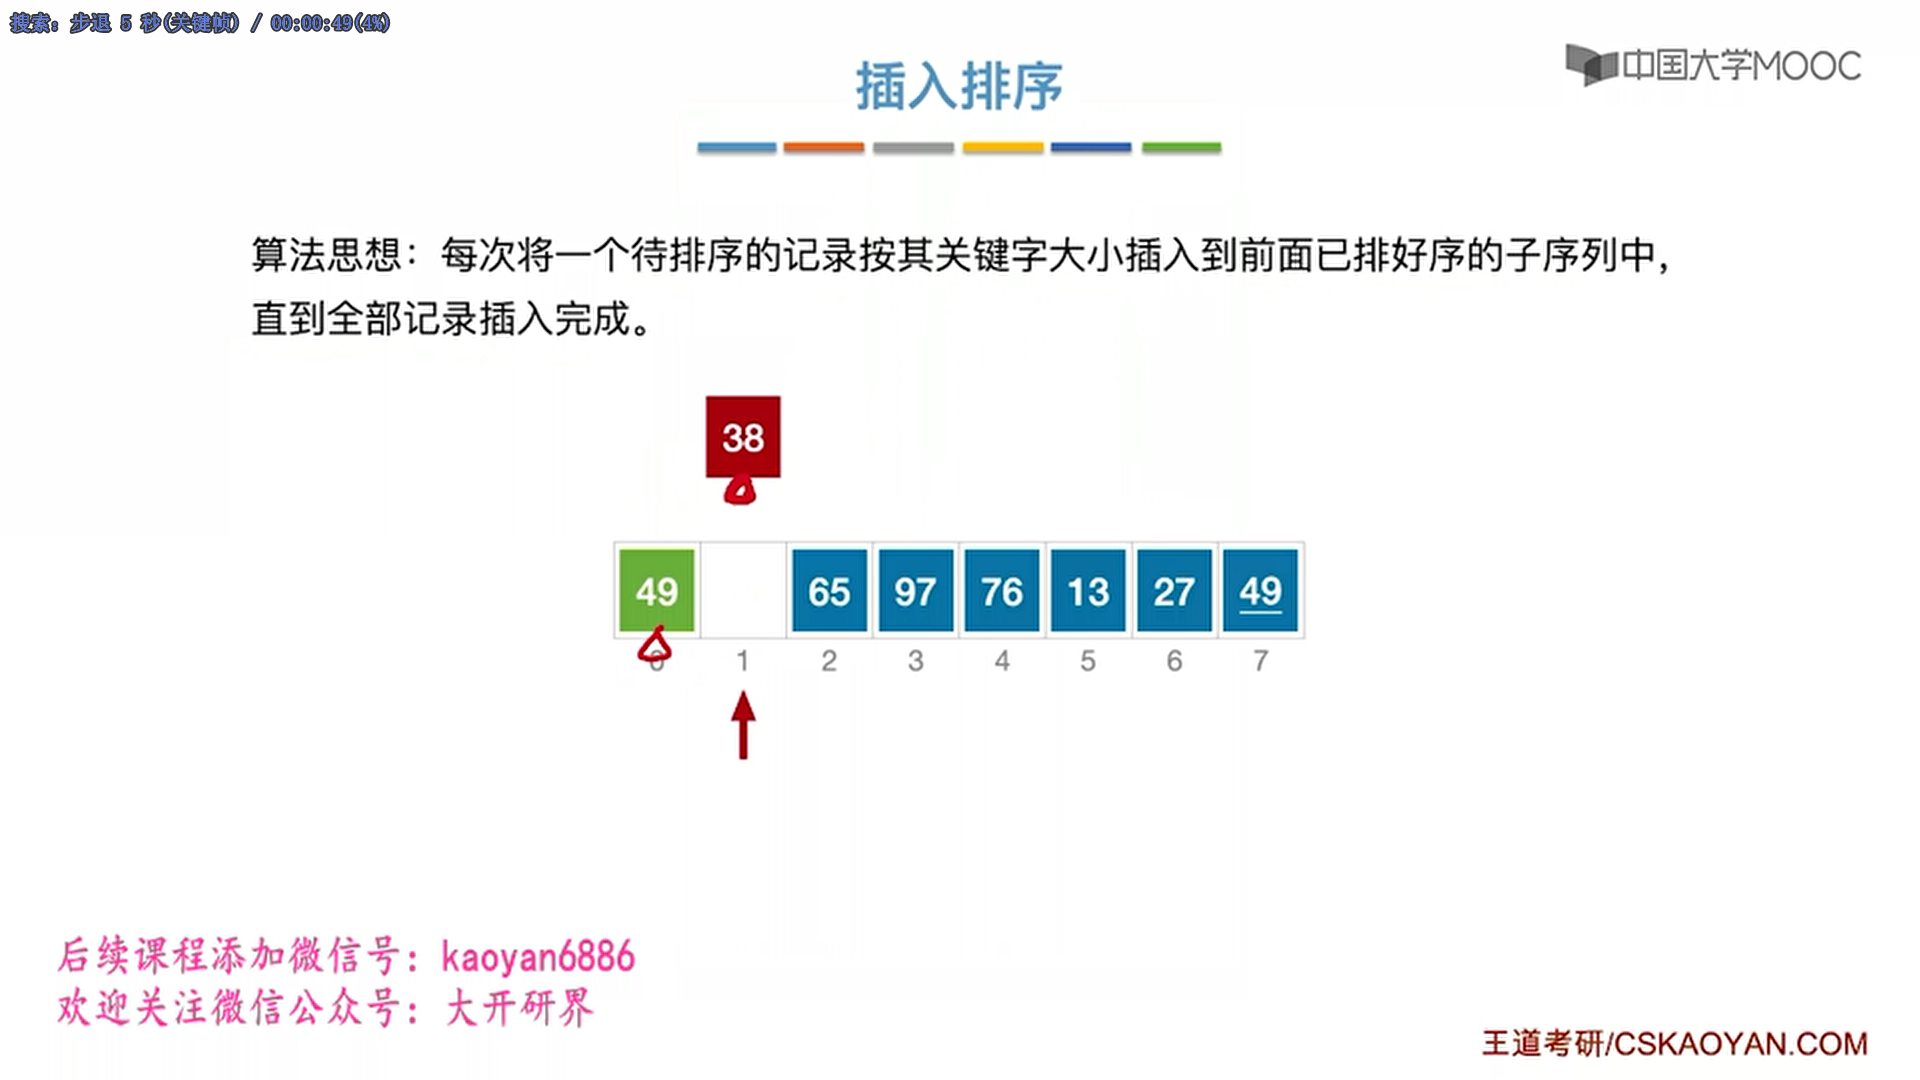 搜索: 步退 5 秒(关键帧) / 00:00:49(4%)
中国大学MOOC
插入排序
算法思想：每次将一个待排序的记录按其关键字大小插入到前面已排好序的子序列中，
直到全部记录插入完成。
38
49 65 97 76 13 27 49
0 1 2 3 4 5 6 7
后续课程添加微信号：kaoyan6886
欢迎关注微信公众号：大开研界
王道考研/CSKAOYAN.COM